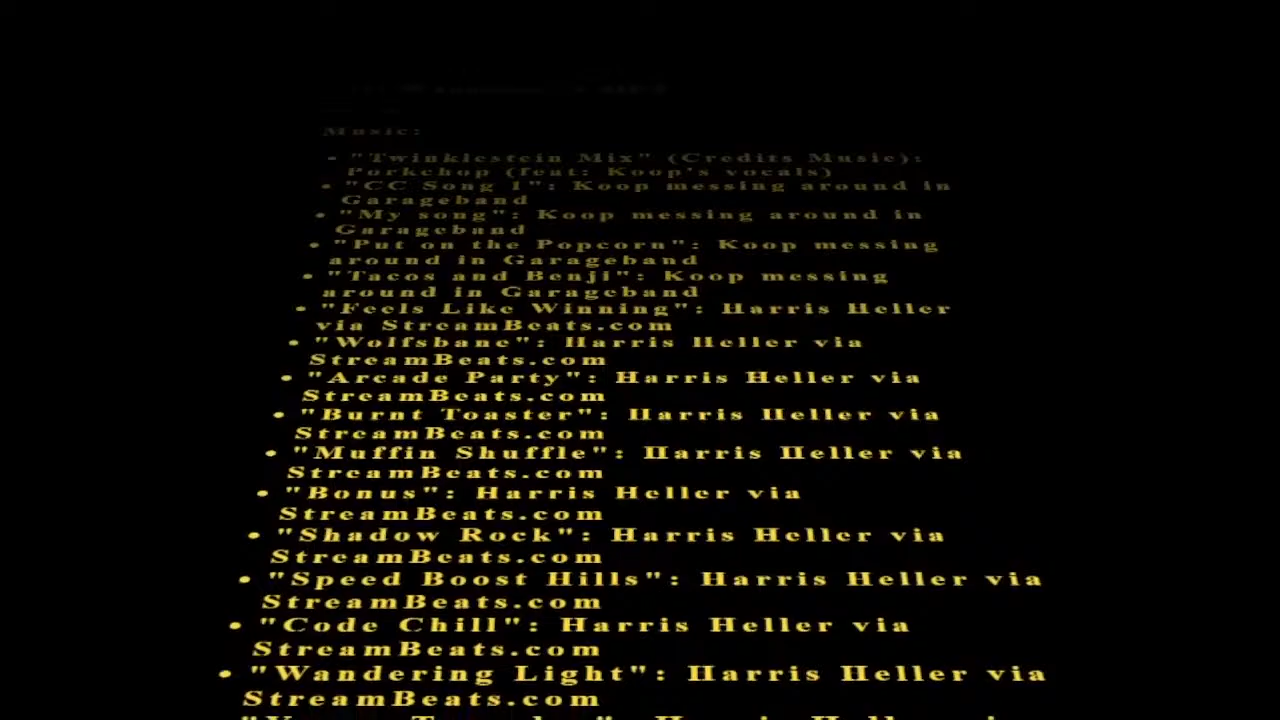 Music:
• "Twinklestein Mix" (Credits Music):
Porkchop (feat: Koop's vocals)
• "CC Song 1": Koop messing around in
Garageband
• "My song": Koop messing around in
Garageband
• "Put on the Popcorn": Koop messing
around in Garageband
• "Tacos and Benji": Koop messing
around in Garageband
• "Feels Like Winning": Harris Heller
via StreamBeats.com
• "Wolfsbane": Harris Heller via
StreamBeats.com
• "Arcade Party": Harris Heller via
StreamBeats.com
• "Burnt Toaster": Harris Heller via
StreamBeats.com
• "Muffin Shuffle": Harris Heller via
StreamBeats.com
• "Bonus": Harris Heller via
StreamBeats.com
• "Shadow Rock": Harris Heller via
StreamBeats.com
• "Speed Boost Hills": Harris Heller via
StreamBeats.com
• "Code Chill": Harris Heller via
StreamBeats.com
• "Wandering Light": Harris Heller via
StreamBeats.com